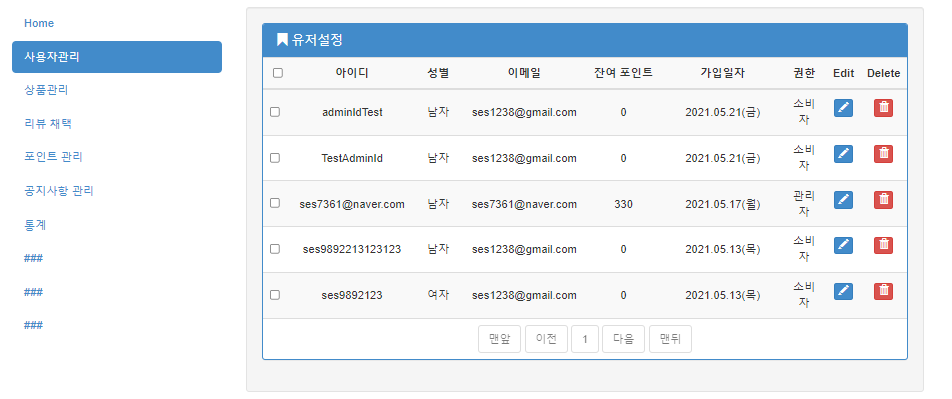 Home
사용자관리
상품관리
리뷰 채택
포인트 관리
공지사항 관리
통계
###
###
###
유저설정
아이디 성별 이메일 잔여 포인트 가입일자 권한 Edit Delete
adminIdTest 남자 ses1238@gmail.com 0 2021.05.21(금) 소비
자
TestAdminId 남자 ses1238@gmail.com 0 2021.05.21(금) 소비
자
ses7361@naver.com 남자 ses7361@naver.com 330 2021.05.17(월) 관리
자
ses9892213123123 남자 ses1238@gmail.com 0 2021.05.13(목) 소비
자
ses9892123 여자 ses1238@gmail.com 0 2021.05.13(목) 소비
자
맨앞 이전 1 다음 맨뒤